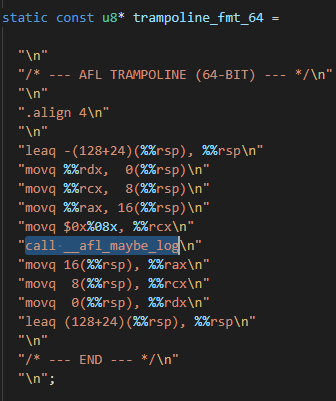 static const u8* trampoline_fmt_64 =
"\n"
"/* --- AFL TRAMPOLINE (64-BIT) --- */\n"
"\n"
".align 4\n"
"\n"
"leaq -(128+24)(%%rsp), %%rsp\n"
"movq %%rdx,  0(%%rsp)\n"
"movq %%rcx,  8(%%rsp)\n"
"movq %%rax, 16(%%rsp)\n"
"movq $0x%08x, %%rcx\n"
"call __afl_maybe_log\n"
"movq 16(%%rsp), %%rax\n"
"movq  8(%%rsp), %%rcx\n"
"movq  0(%%rsp), %%rdx\n"
"leaq (128+24)(%%rsp), %%rsp\n"
"\n"
"/* --- END --- */\n"
"\n";